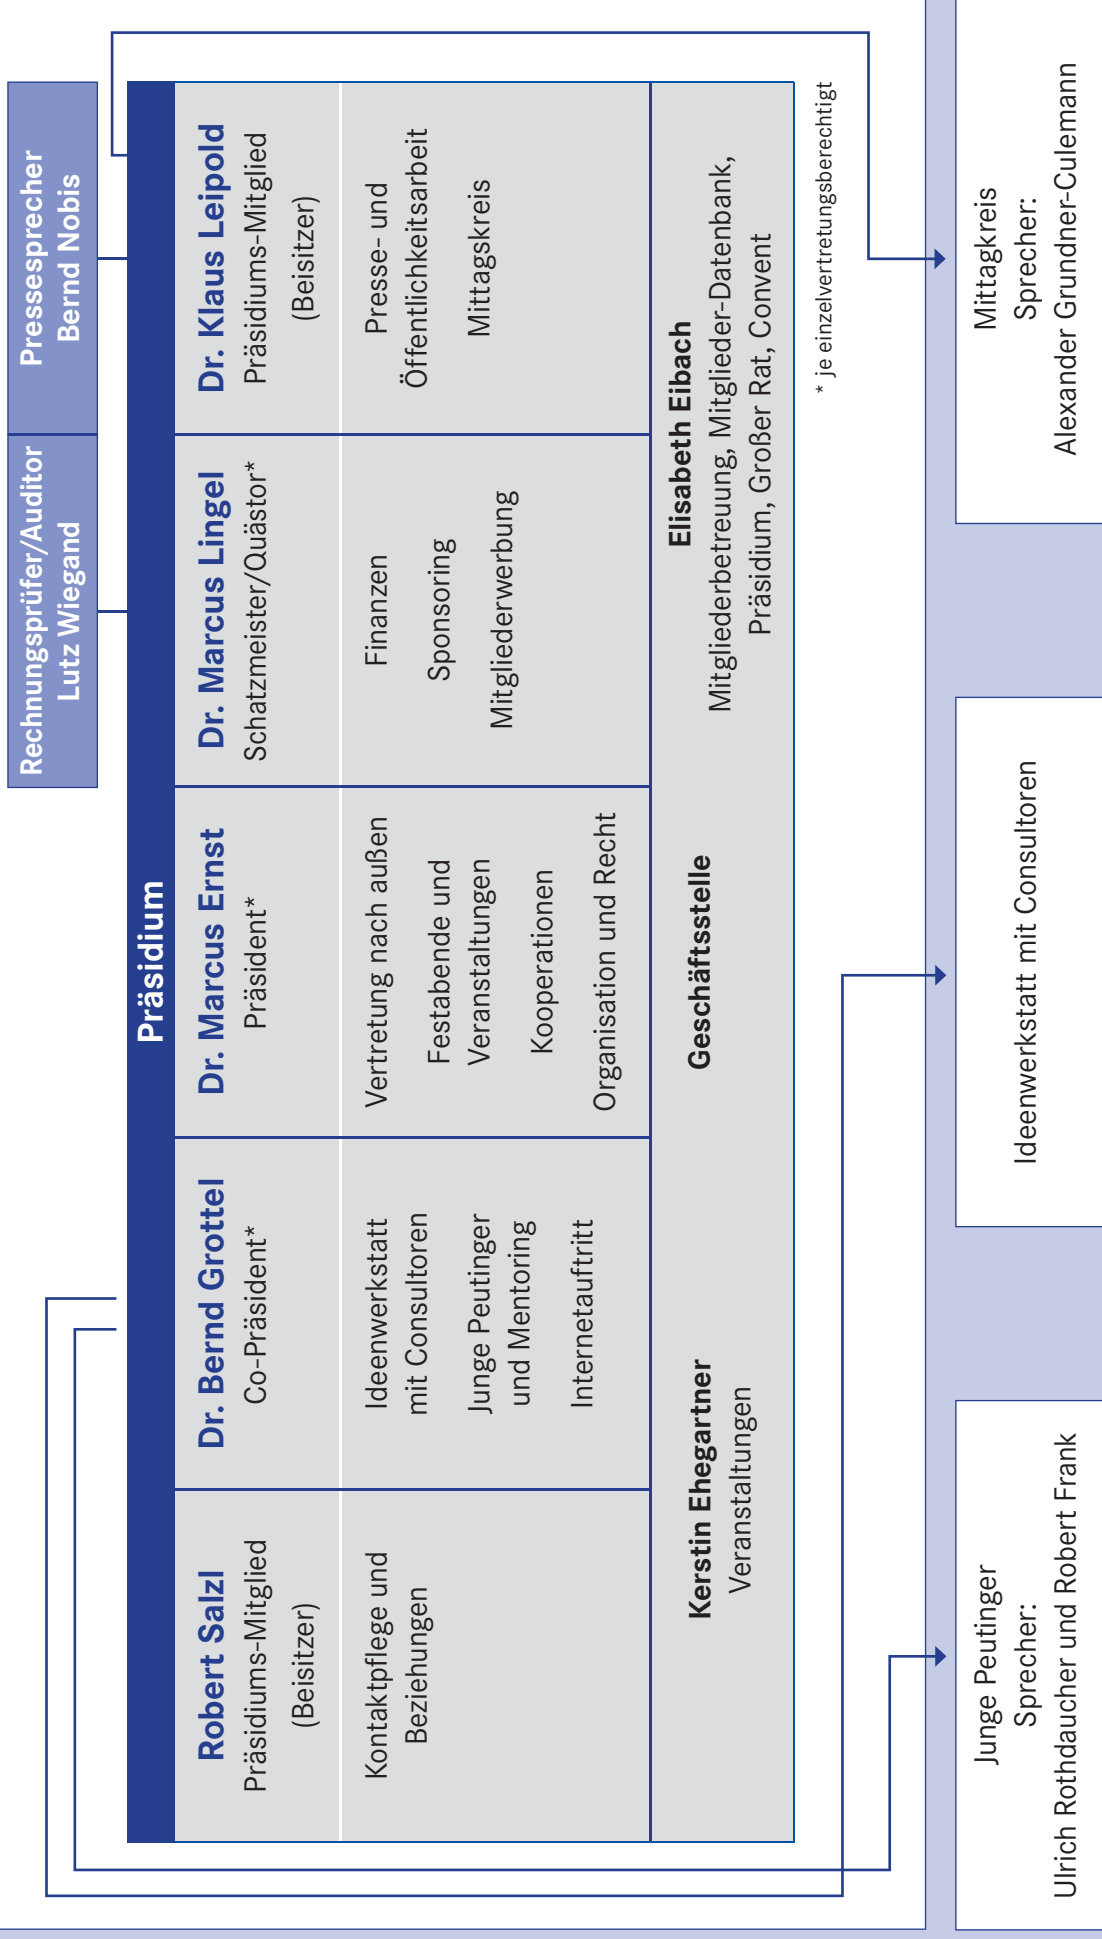 Rechnungsprüfer/Auditor
Lutz Wiegand
Pressesprecher
Bernd Nobis
Präsidium
Robert Salzl
Präsidiums-Mitglied
(Beisitzer)
Kontaktpflege und
Beziehungen
Dr. Bernd Grottel
Co-Präsident*
Ideenwerkstatt
mit Consultoren
Junge Peutinger
und Mentoring
Internetauftritt
Dr. Marcus Ernst
Präsident*
Vertretung nach außen
Festabende und
Veranstaltungen
Kooperationen
Organisation und Recht
Dr. Marcus Lingel
Schatzmeister/Quästor*
Finanzen
Sponsoring
Mitgliederwerbung
Dr. Klaus Leipold
Präsidiums-Mitglied
(Beisitzer)
Presse- und
Öffentlichkeitsarbeit
Mittagskreis
Kerstin Ehegartner
Veranstaltungen
Geschäftsstelle
Elisabeth Eibach
Mitgliederbetreuung, Mitglieder-Datenbank,
Präsidium, Großer Rat, Convent
* je einzelvertretungsberechtigt
Junge Peutinger
Sprecher:
Ulrich Rothdaucher und Robert Frank
Ideenwerkstatt mit Consultoren
Mittagkreis
Sprecher:
Alexander Grundner-Culemann